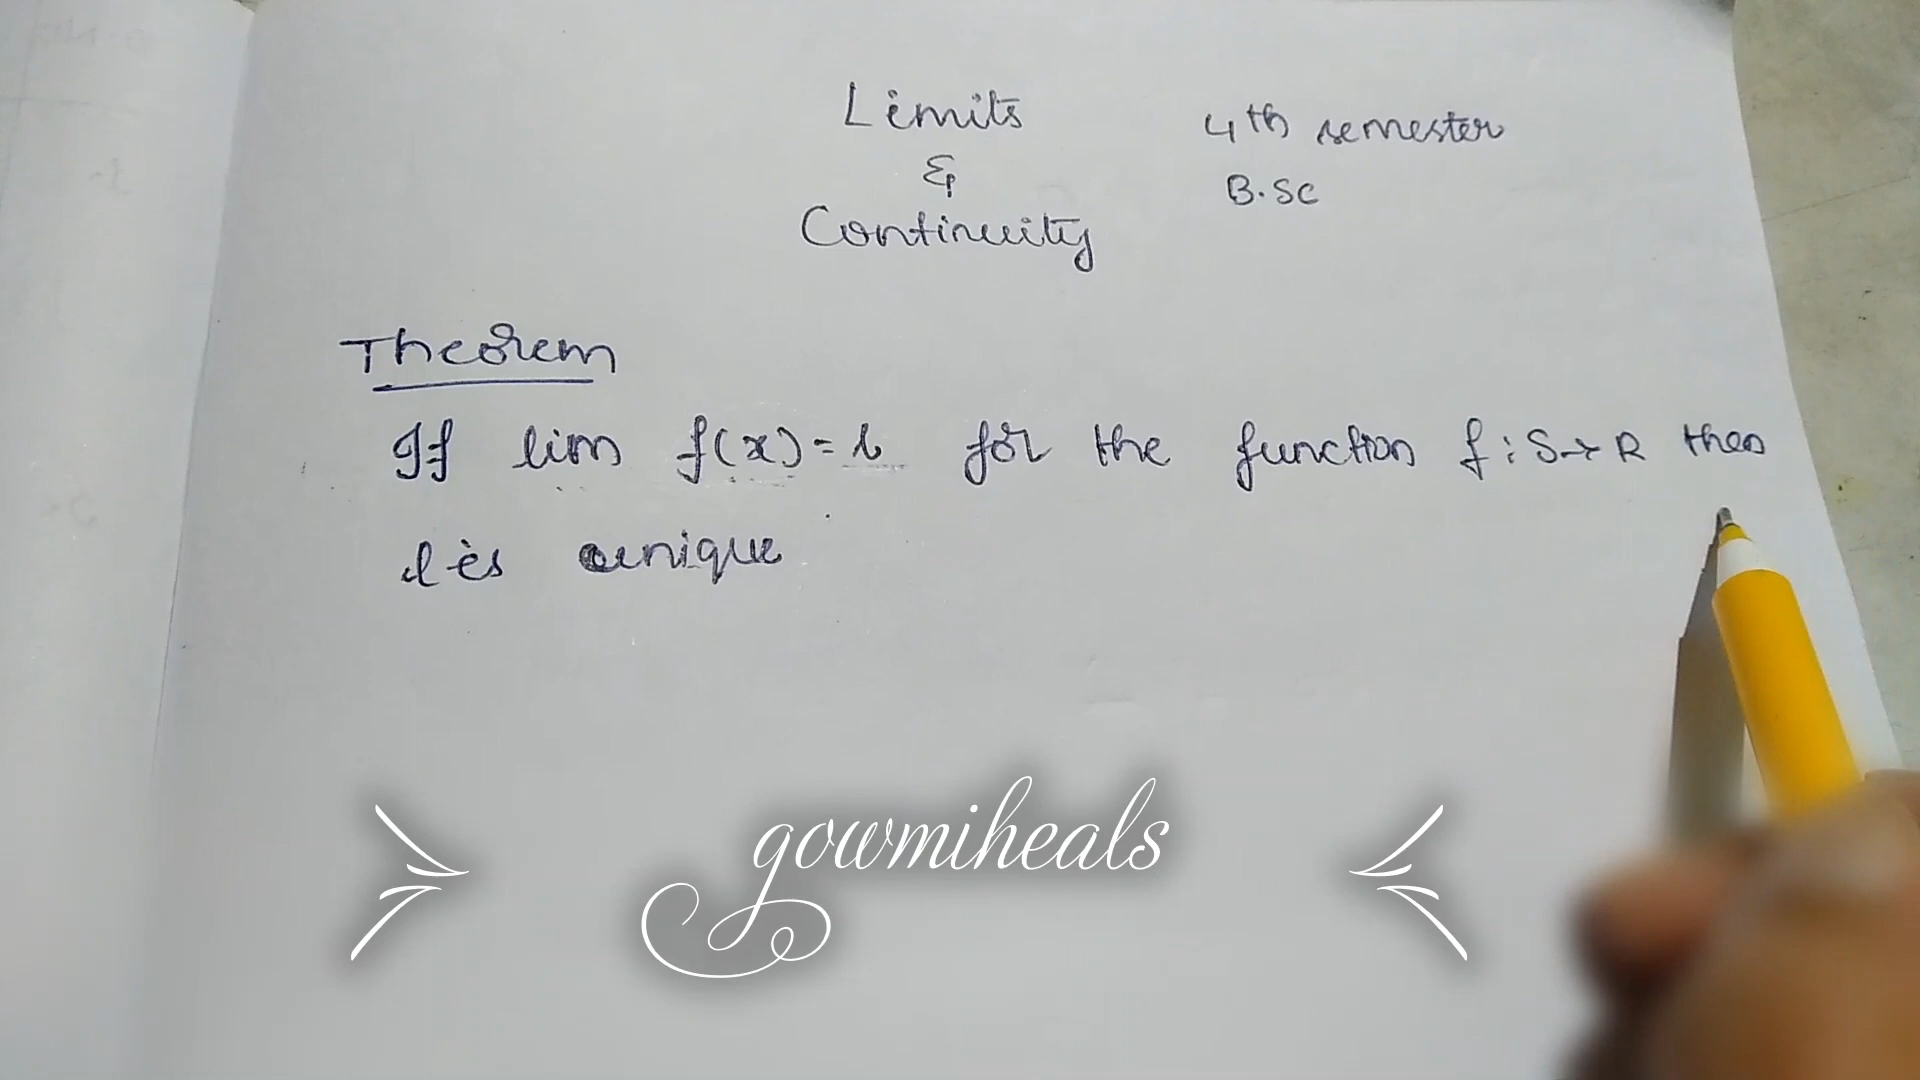 Limits
&
Continuity
4th semester
B.Sc
Theorem
If lim f(x) = l for the function f : S → R then
l is unique
gowmiheals